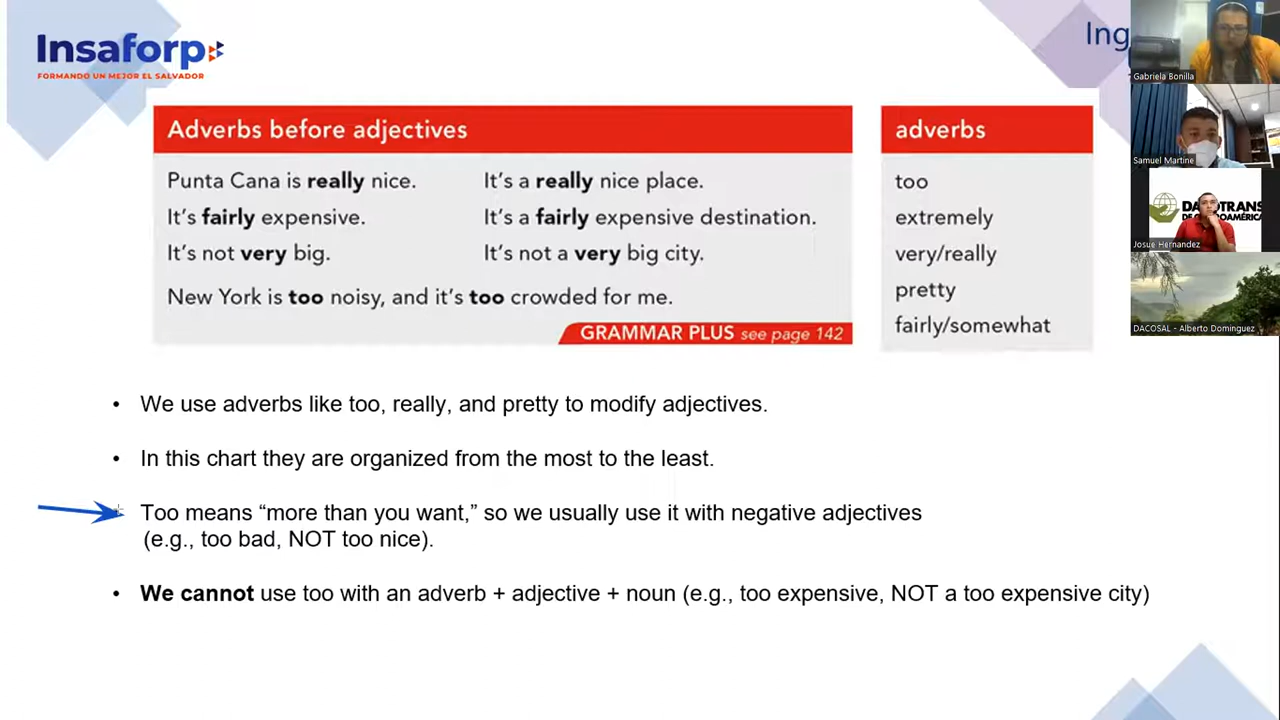 Insaforp
FORMANDO UN MEJOR EL SALVADOR
Ing
Adverbs before adjectives
Punta Cana is really nice. It's a really nice place.
It's fairly expensive. It's a fairly expensive destination.
It's not very big. It's not a very big city.
New York is too noisy, and it's too crowded for me.
GRAMMAR PLUS see page 142
adverbs
too
extremely
very/really
pretty
fairly/somewhat
• We use adverbs like too, really, and pretty to modify adjectives.
• In this chart they are organized from the most to the least.
Too means “more than you want,” so we usually use it with negative adjectives
(e.g., too bad, NOT too nice).
• We cannot use too with an adverb + adjective + noun (e.g., too expensive, NOT a too expensive city)
Gabriela Bonilla
Samuel Martine
Josue Hernandez
DACOSAL - Alberto Dominguez